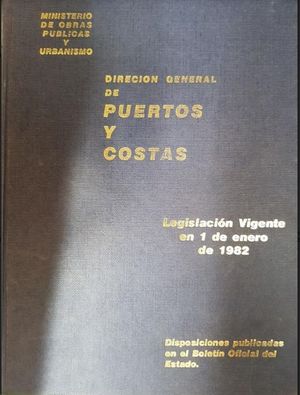 MINISTERIO
DE OBRAS
PUBLICAS
Y
URBANISMO
DIRECION GENERAL
DE
PUERTOS
Y
COSTAS
Legislación Vigente
en 1 de enero
de 1982
Disposiciones publicadas
en el Boletín Oficial del
Estado.